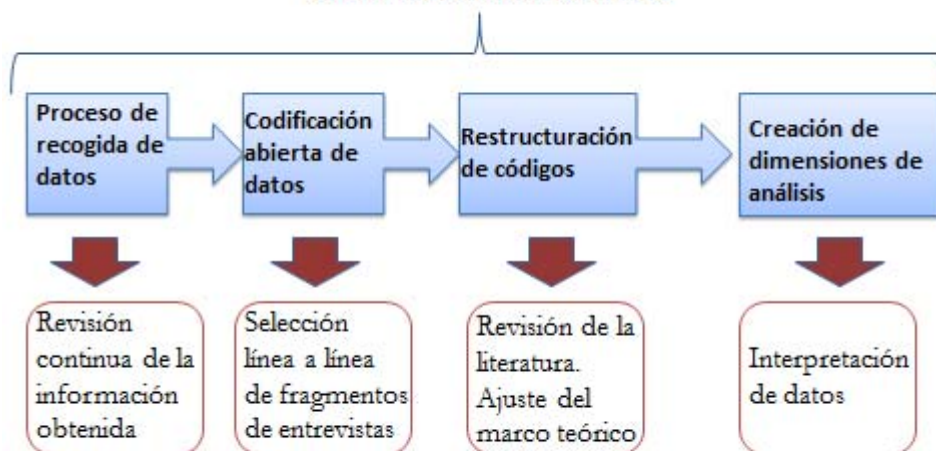 Proceso de
recogida de
datos
Codificación
abierta de
datos
Restructuración
de códigos
Creación de
dimensiones de
análisis
Revisión
continua de la
información
obtenida
Selección
línea a línea
de fragmentos
de entrevistas
Revisión de la
literatura.
Ajuste del
marco teórico
Interpretación
de datos